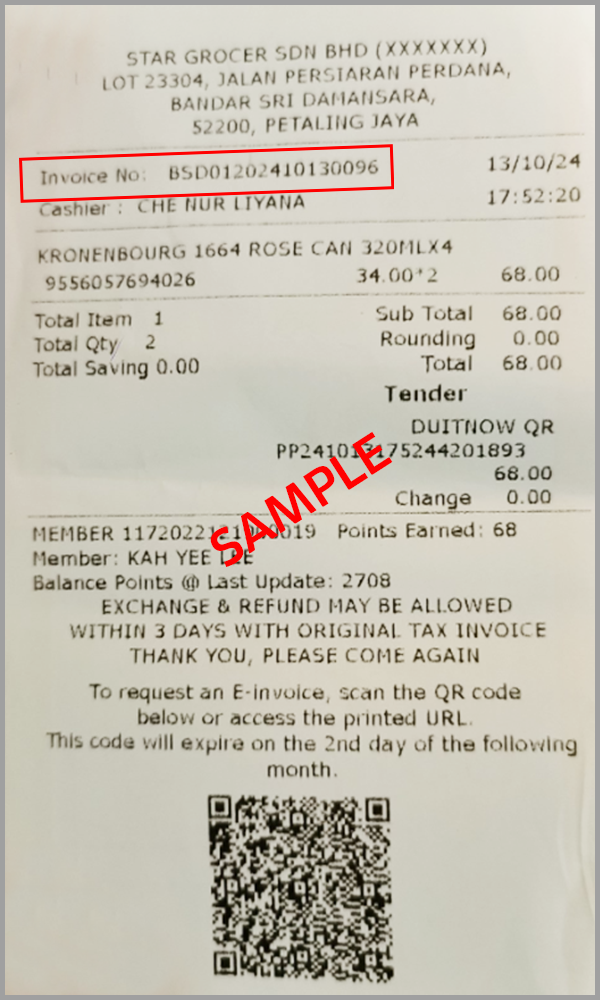 STAR GROCER SDN BHD (XXXXXXX)
LOT 23304, JALAN PERSIARAN PERDANA,
BANDAR SRI DAMANSARA,
52200, PETALING JAYA
Invoice No: BSD01202410130096 13/10/24
Cashier : CHE NUR LIYANA 17:52:20
KRONENBOURG 1664 ROSE CAN 320MLX4
9556057694026 34.00*2 68.00
Total Item 1 Sub Total 68.00
Total Qty 2 Rounding 0.00
Total Saving 0.00 Total 68.00
Tender
DUITNOW QR
PP241013175244201893
68.00
Change 0.00
SAMPLE
MEMBER Points Earned: 68
Member: KAH YEE LEE
Balance Points @ Last Update: 2708
EXCHANGE & REFUND MAY BE ALLOWED
WITHIN 3 DAYS WITH ORIGINAL TAX INVOICE
THANK YOU, PLEASE COME AGAIN
To request an E-invoice, scan the QR code
below or access the printed URL.
This code will expire on the 2nd day of the following
month.